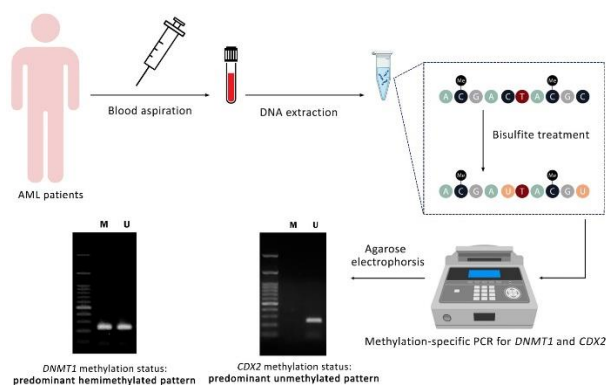 Blood aspiration
DNA extraction
AML patients
Me
Me
A C G A C T A C G C
Bisulfite treatment
Me
Me
A C G A U T A C G U
Agarose
electrophorsis
Methylation-specific PCR for DNMT1 and CDX2
M U
DNMT1 methylation status:
predominant hemimethylated pattern
M U
CDX2 methylation status:
predominant unmethylated pattern